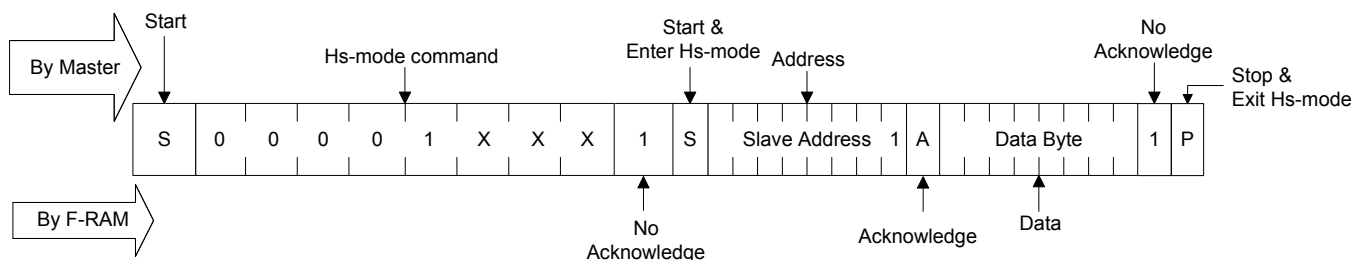 Start
Hs-mode command
Start &
Enter Hs-mode
Address
No
Acknowledge
Stop &
Exit Hs-mode
By Master
S 0 0 0 0 1 X X X 1 S Slave Address 1 A Data Byte 1 P
By F-RAM
No
Acknowledge
Acknowledge
Data